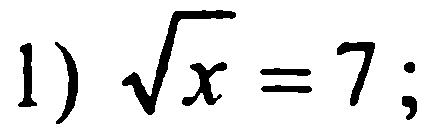 1) √x = 7;